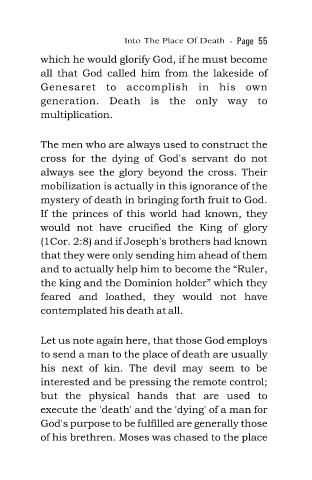 Into The Place Of Death - Page 55
which he would glorify God, if he must become
all that God called him from the lakeside of
Genesaret to accomplish in his own
generation. Death is the only way to
multiplication.
The men who are always used to construct the
cross for the dying of God's servant do not
always see the glory beyond the cross. Their
mobilization is actually in this ignorance of the
mystery of death in bringing forth fruit to God.
If the princes of this world had known, they
would not have crucified the King of glory
(1Cor. 2:8) and if Joseph's brothers had known
that they were only sending him ahead of them
and to actually help him to become the “Ruler,
the king and the Dominion holder” which they
feared and loathed, they would not have
contemplated his death at all.
Let us note again here, that those God employs
to send a man to the place of death are usually
his next of kin. The devil may seem to be
interested and be pressing the remote control;
but the physical hands that are used to
execute the 'death' and the 'dying' of a man for
God's purpose to be fulfilled are generally those
of his brethren. Moses was chased to the place